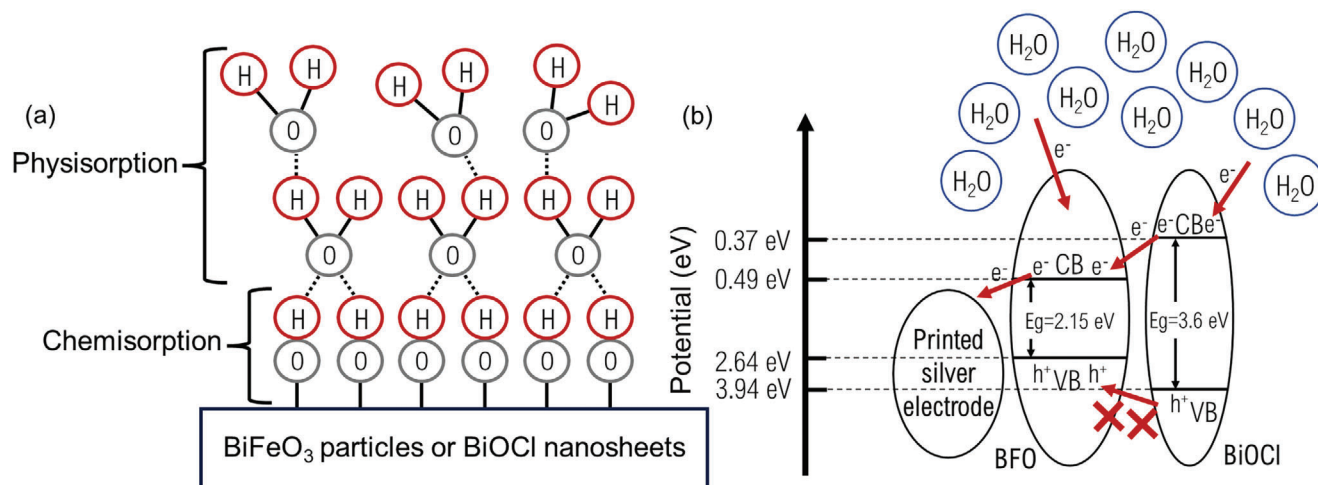 (a)
H H H H H H
O O O
Physisorption
H H H H H H
O O O
H H H H H H
Chemisorption
O O O O O O
BiFeO₃ particles or BiOCl nanosheets
(b)
H₂O H₂O
H₂O H₂O H₂O H₂O H₂O
H₂O H₂O
e⁻ e⁻
Potential (eV)
0.37 eV
0.49 eV
2.64 eV
3.94 eV
e⁻ e⁻CBe⁻
e⁻ e⁻ CB e⁻
Eg=2.15 eV Eg=3.6 eV
Printed
silver
electrode
h⁺VB h⁺
h⁺VB
BFO BiOCl